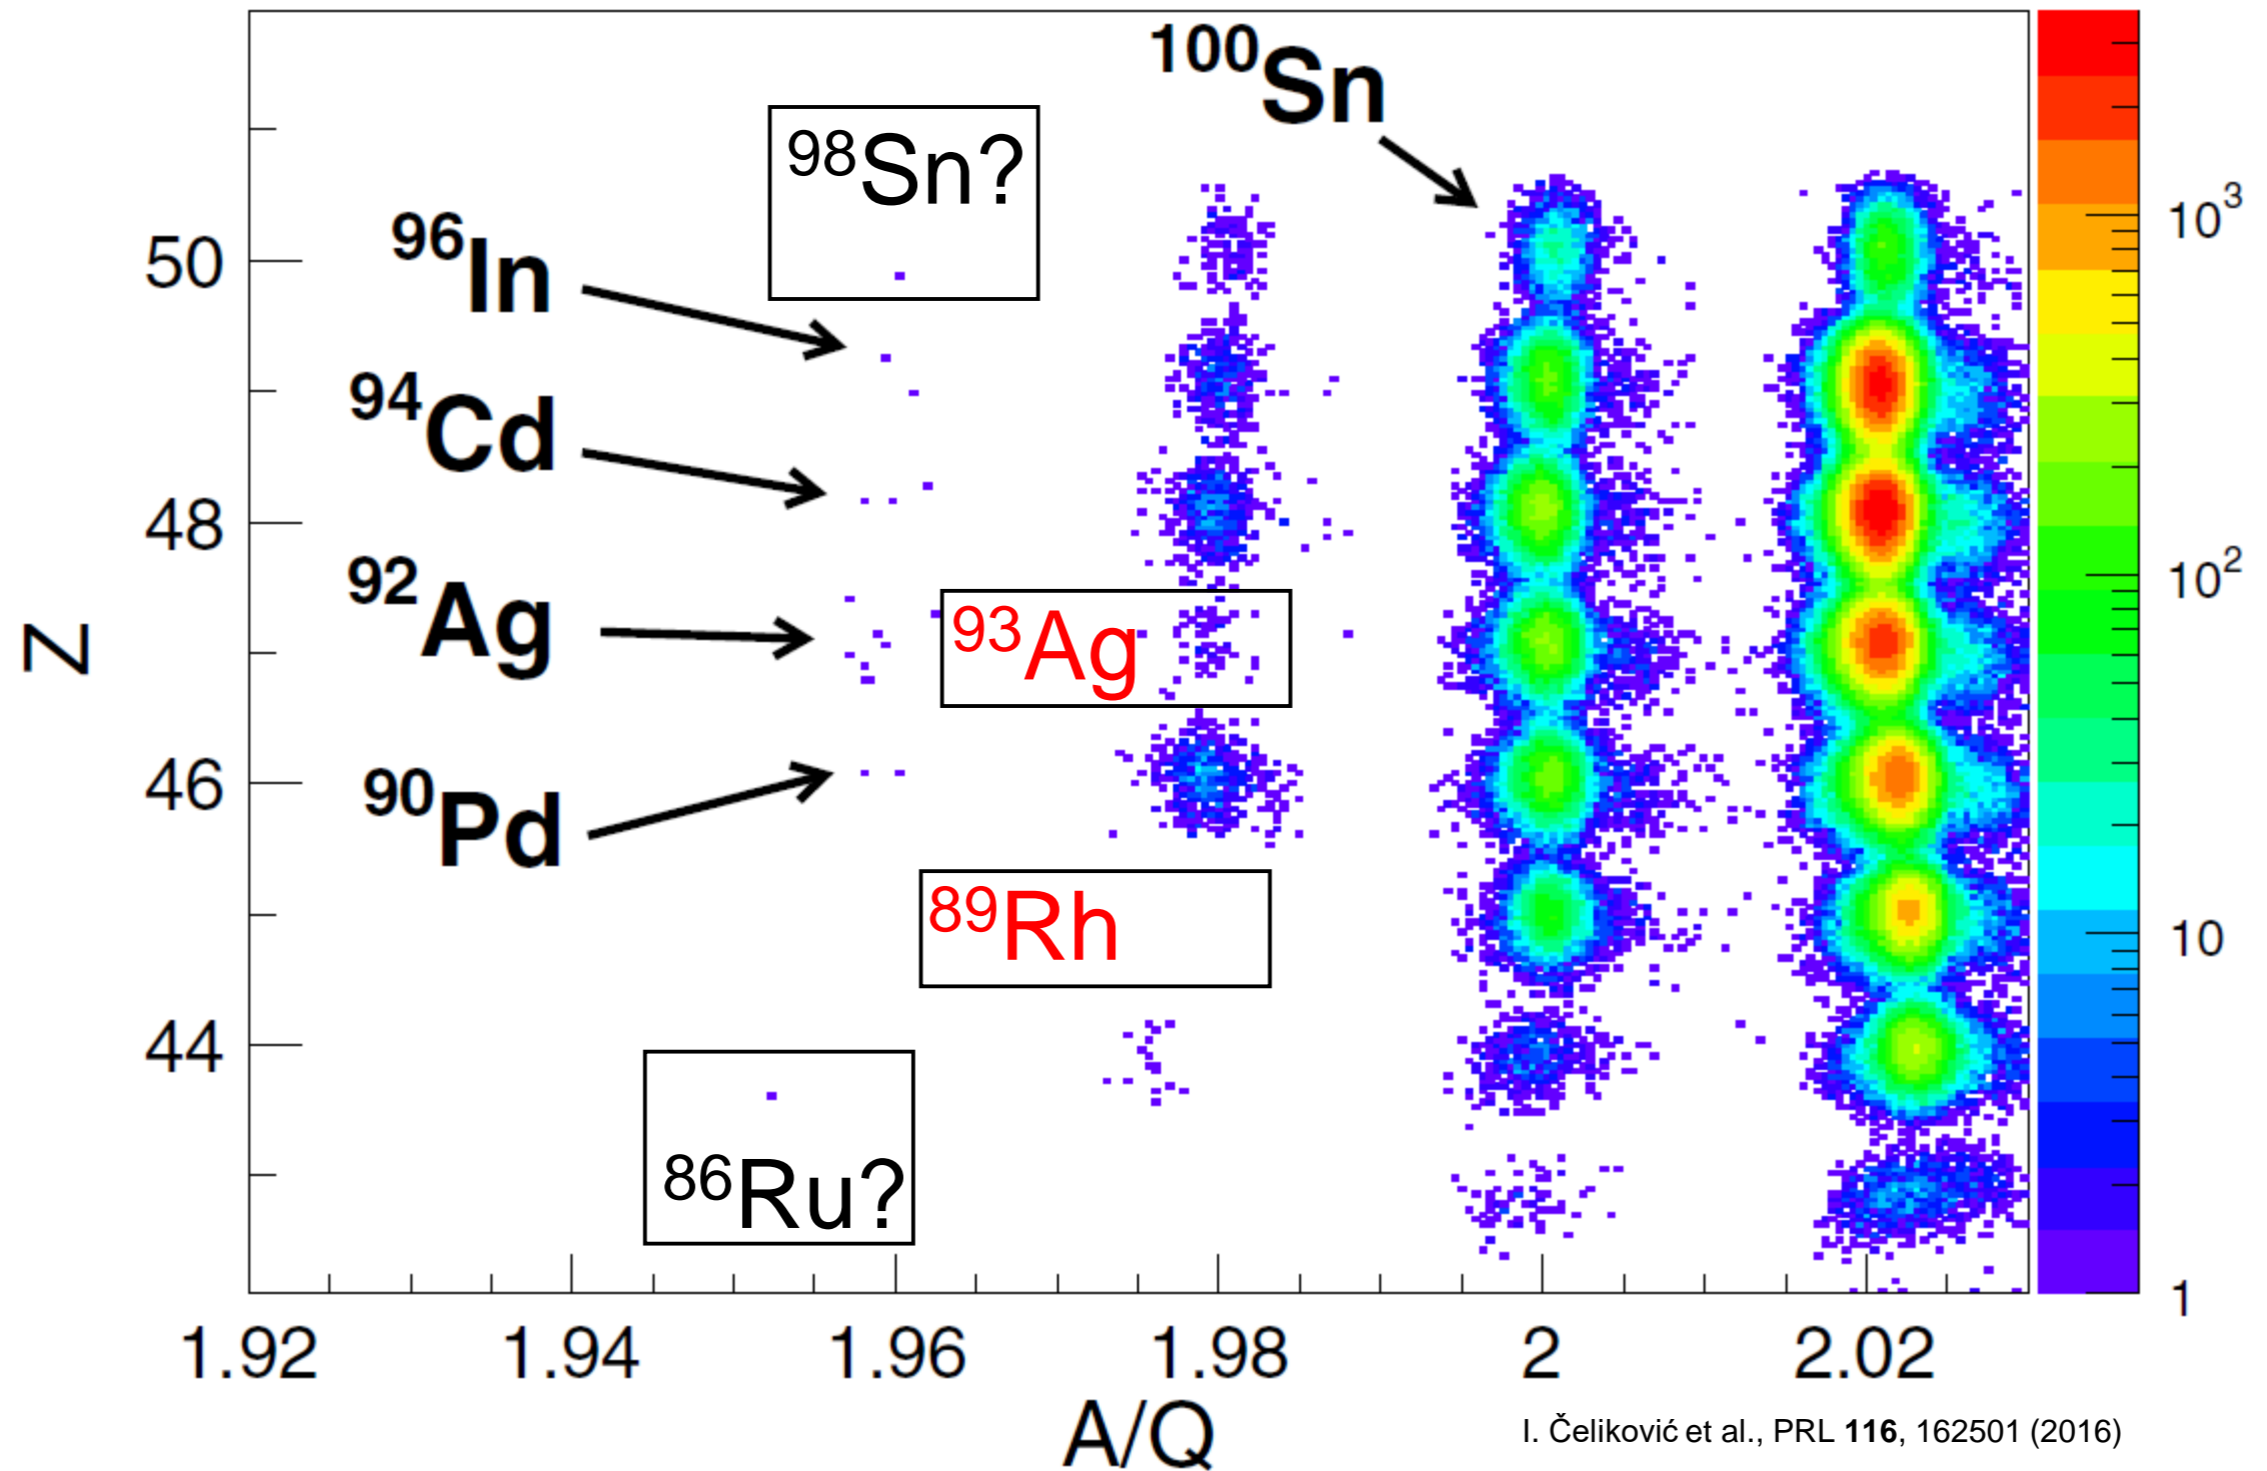 ¹⁰⁰Sn
⁹⁸Sn?
⁹⁶In
⁹⁴Cd
⁹²Ag
⁹³Ag
⁹⁰Pd
⁸⁹Rh
⁸⁶Ru?
Z
50
48
46
44
1.92 1.94 1.96 1.98 2 2.02
A/Q
10³
10²
10
1
I. Čeliković et al., PRL 116, 162501 (2016)